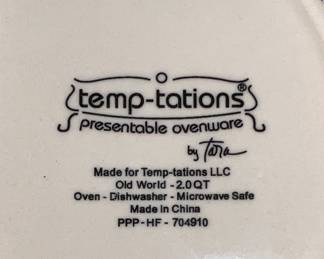 temp-tations®
presentable ovenware
by Tara
Made for Temp-tations LLC
Old World - 2.0 QT
Oven - Dishwasher - Microwave Safe
Made in China
PPP-HF - 704910